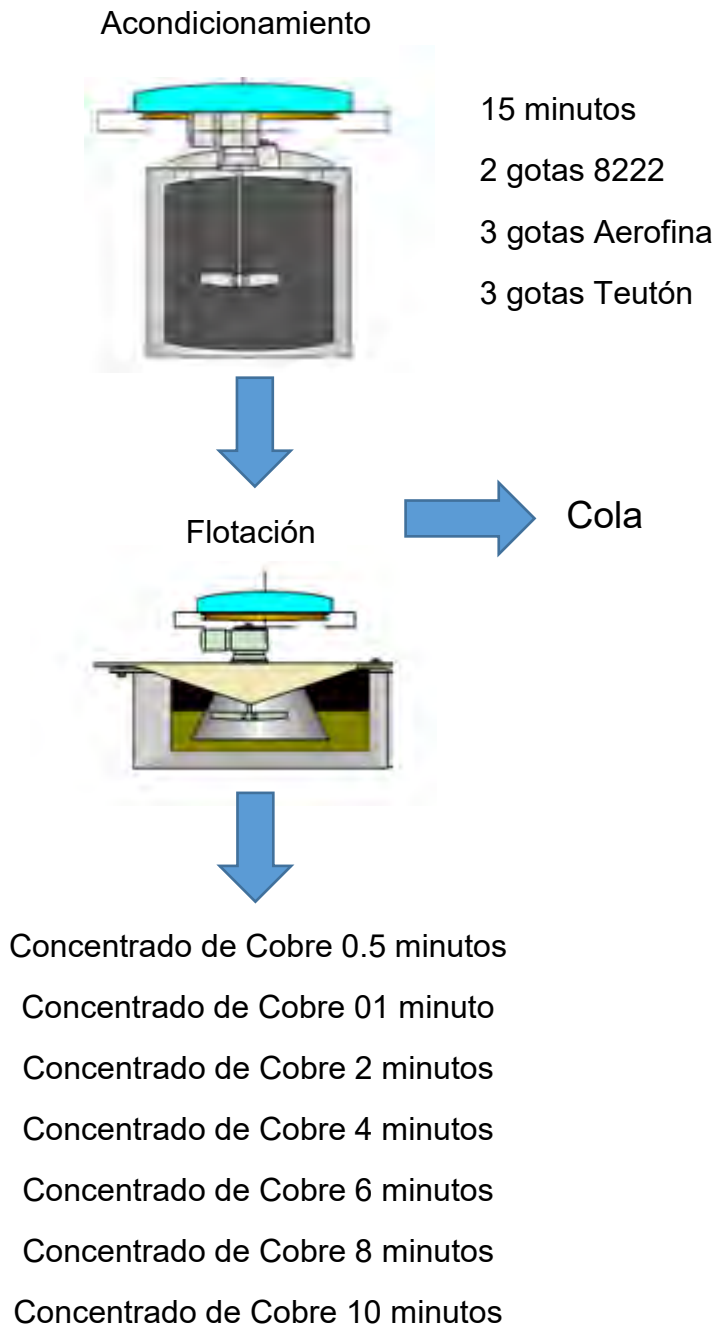 Acondicionamiento
15 minutos
2 gotas 8222
3 gotas Aerofina
3 gotas Teutón
Flotación
Cola
Concentrado de Cobre 0.5 minutos
Concentrado de Cobre 01 minuto
Concentrado de Cobre 2 minutos
Concentrado de Cobre 4 minutos
Concentrado de Cobre 6 minutos
Concentrado de Cobre 8 minutos
Concentrado de Cobre 10 minutos